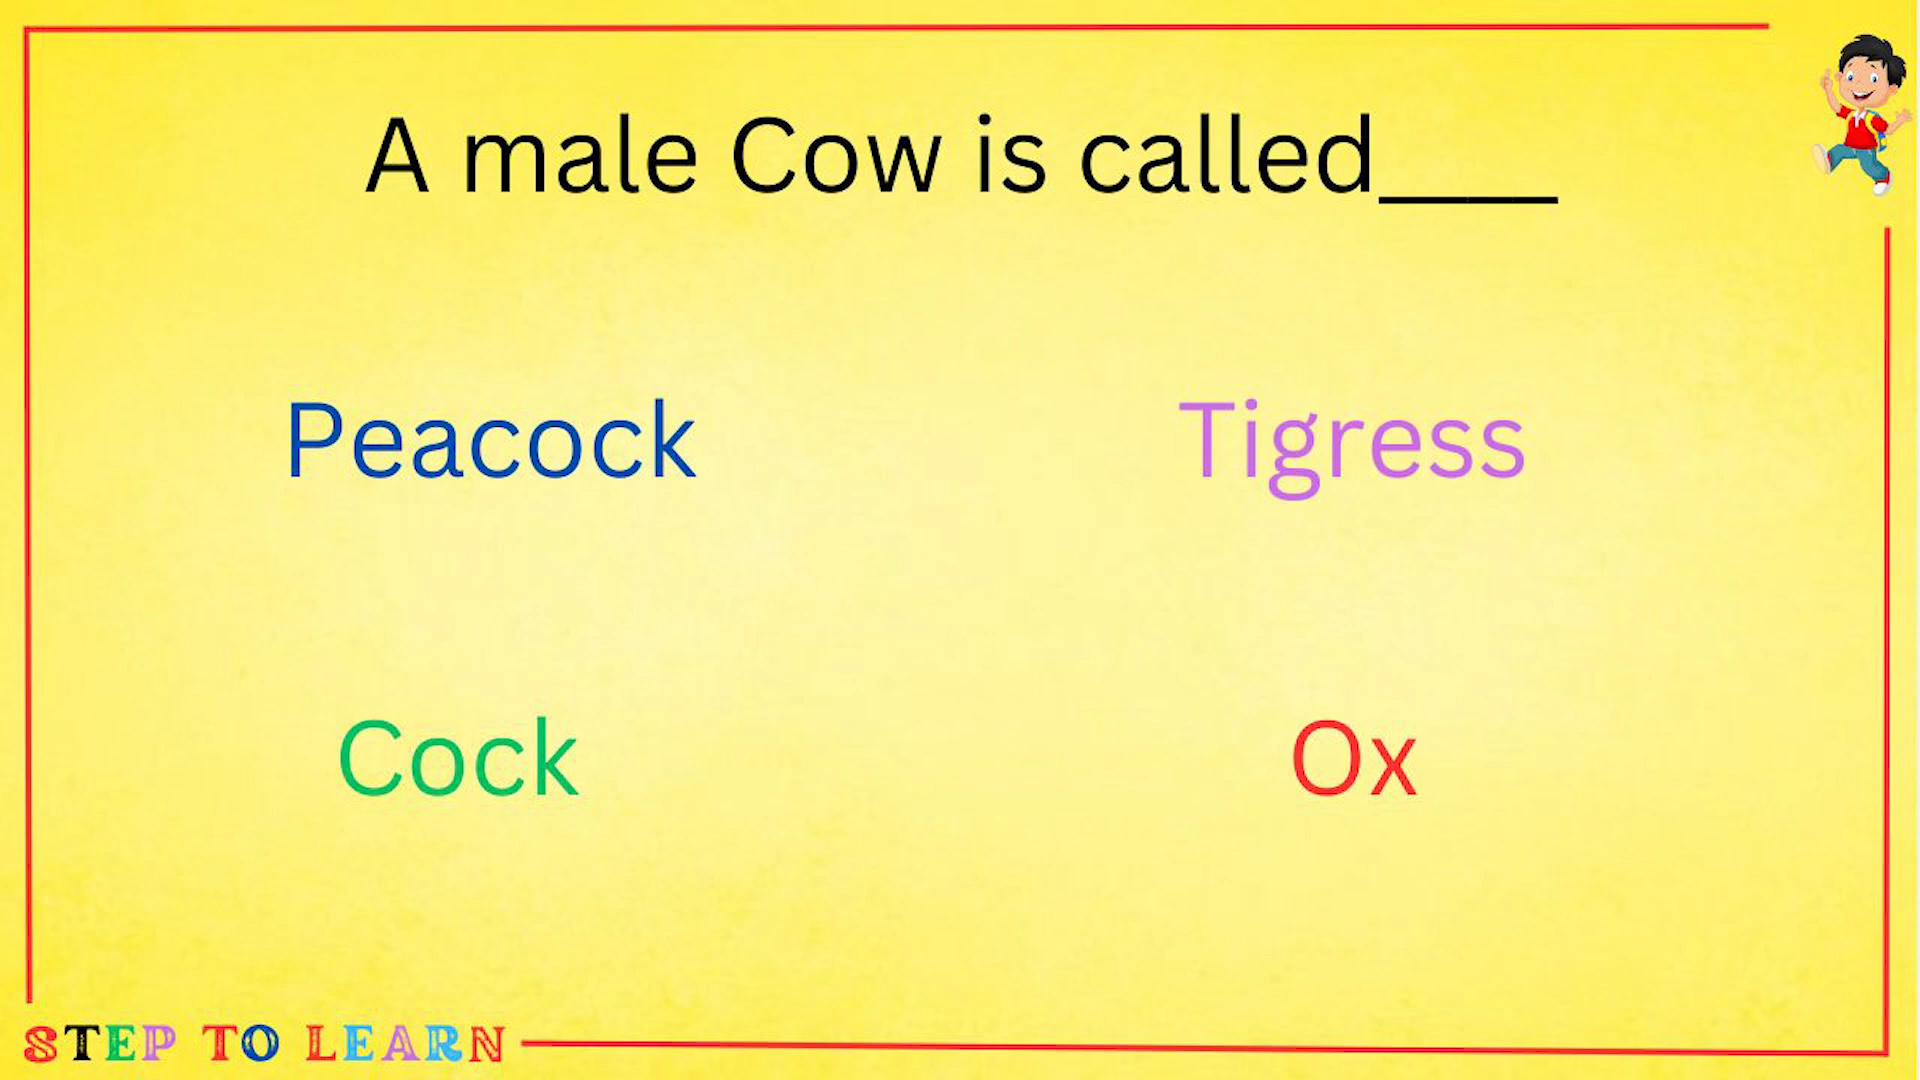 A male Cow is called____
Peacock
Tigress
Cock
Ox
STEP TO LEARN